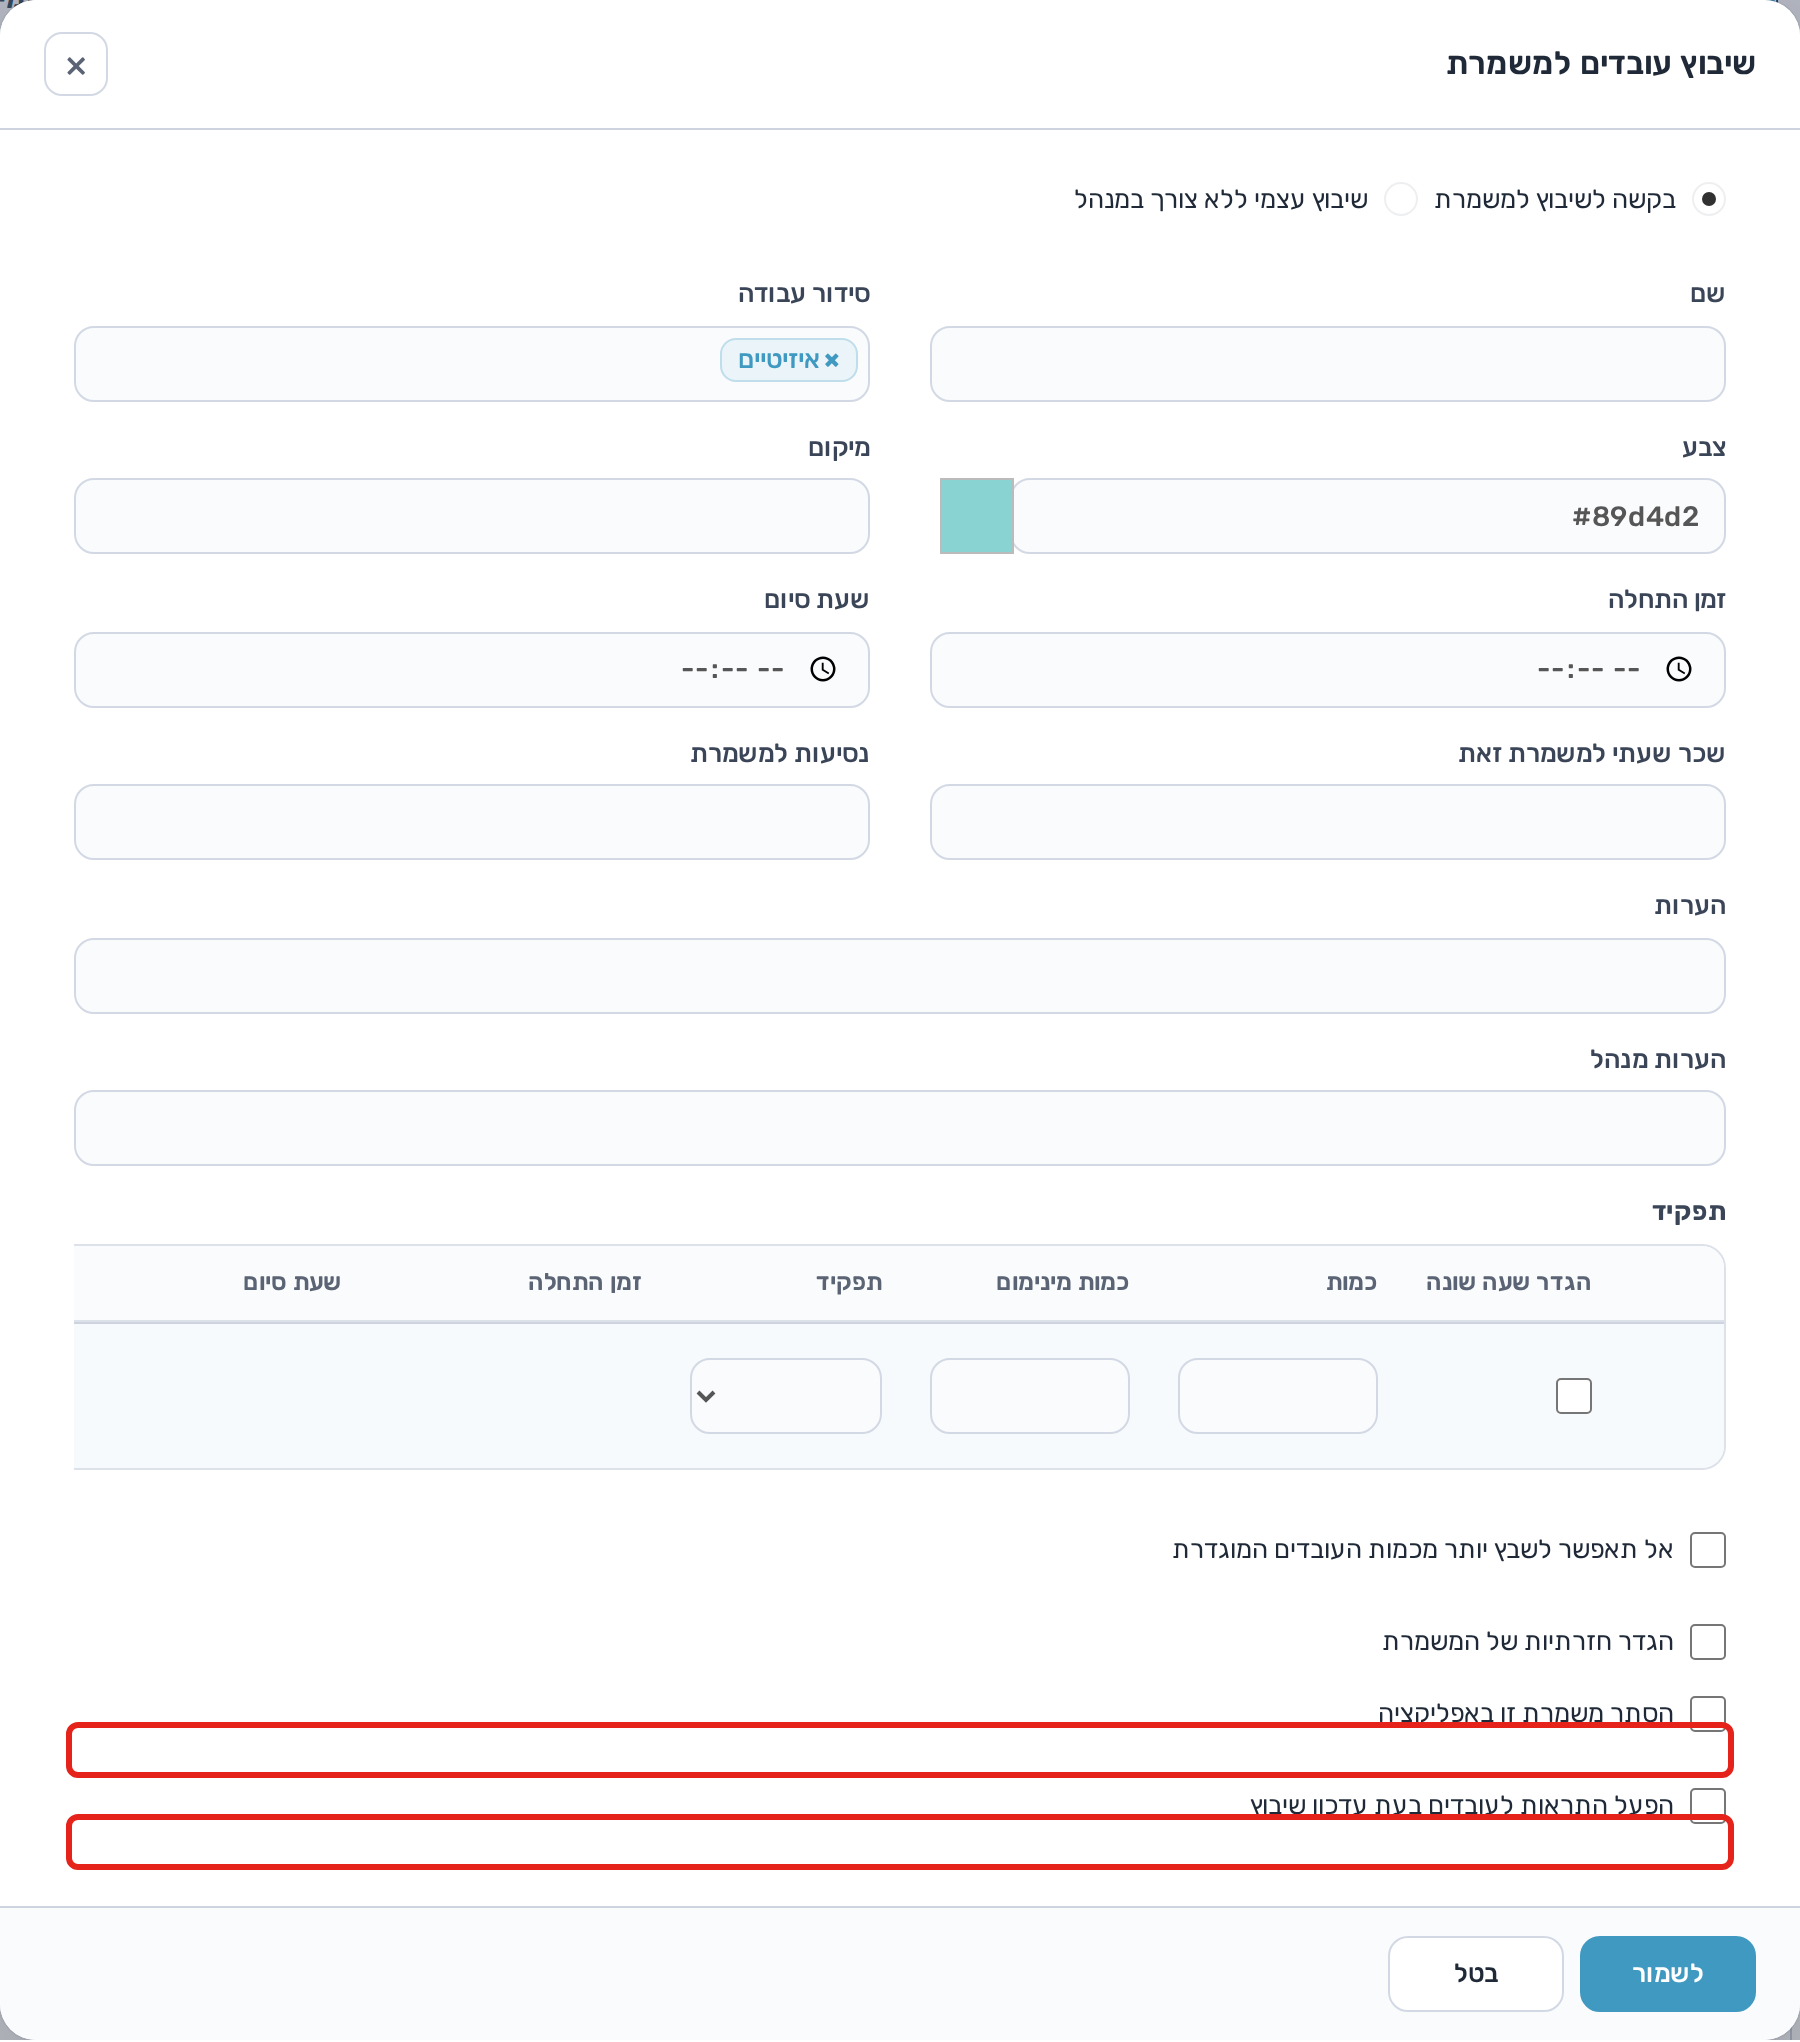 שיבוץ עובדים למשמרת
בקשה לשיבוץ למשמרת שיבוץ עצמי ללא צורך במנהל
שם סידור עבודה
איזיטיים
צבע מיקום
#89d4d2
זמן התחלה שעת סיום
--:-- -- --:-- --
שכר שעתי למשמרת זאת נסיעות למשמרת
הערות
הערות מנהל
תפקיד
הגדר שעה שונה כמות כמות מינימום תפקיד זמן התחלה שעת סיום
אל תאפשר לשבץ יותר מכמות העובדים המוגדרת
הגדר חזרתיות של המשמרת
הסתר משמרת זו באפליקציה
הפעל התראות לעובדים בעת עדכון שיבוץ
לשמור בטל